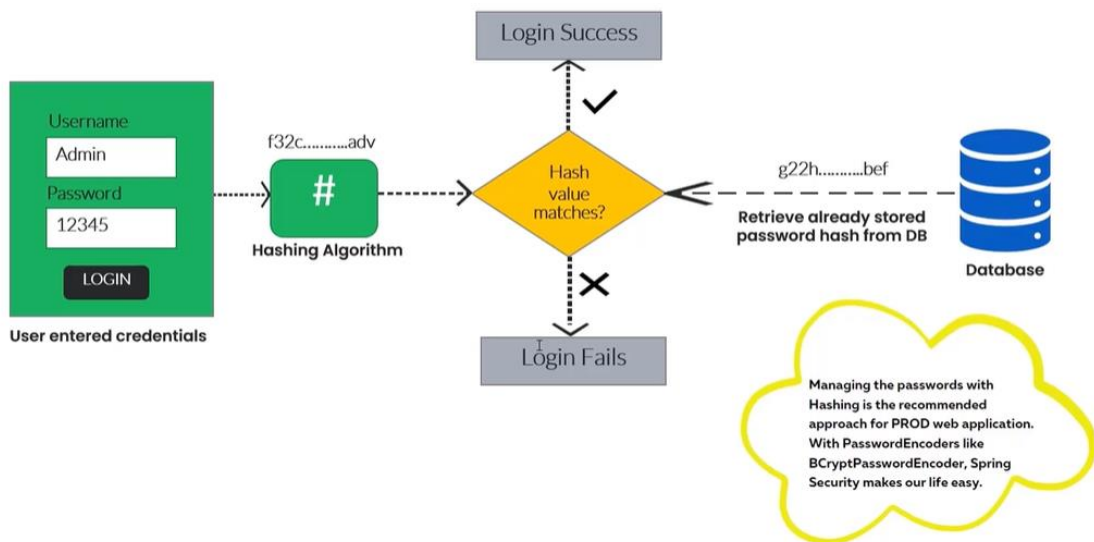 Login Success
Username
Admin
Password
12345
LOGIN
User entered credentials
f32c...........adv
#
Hashing Algorithm
Hash
value
matches?
g22h..........bef
Retrieve already stored
password hash from DB
Database
Login Fails
Managing the passwords with
Hashing is the recommended
approach for PROD web application.
With PasswordEncoders like
BCryptPasswordEncoder, Spring
Security makes our life easy.